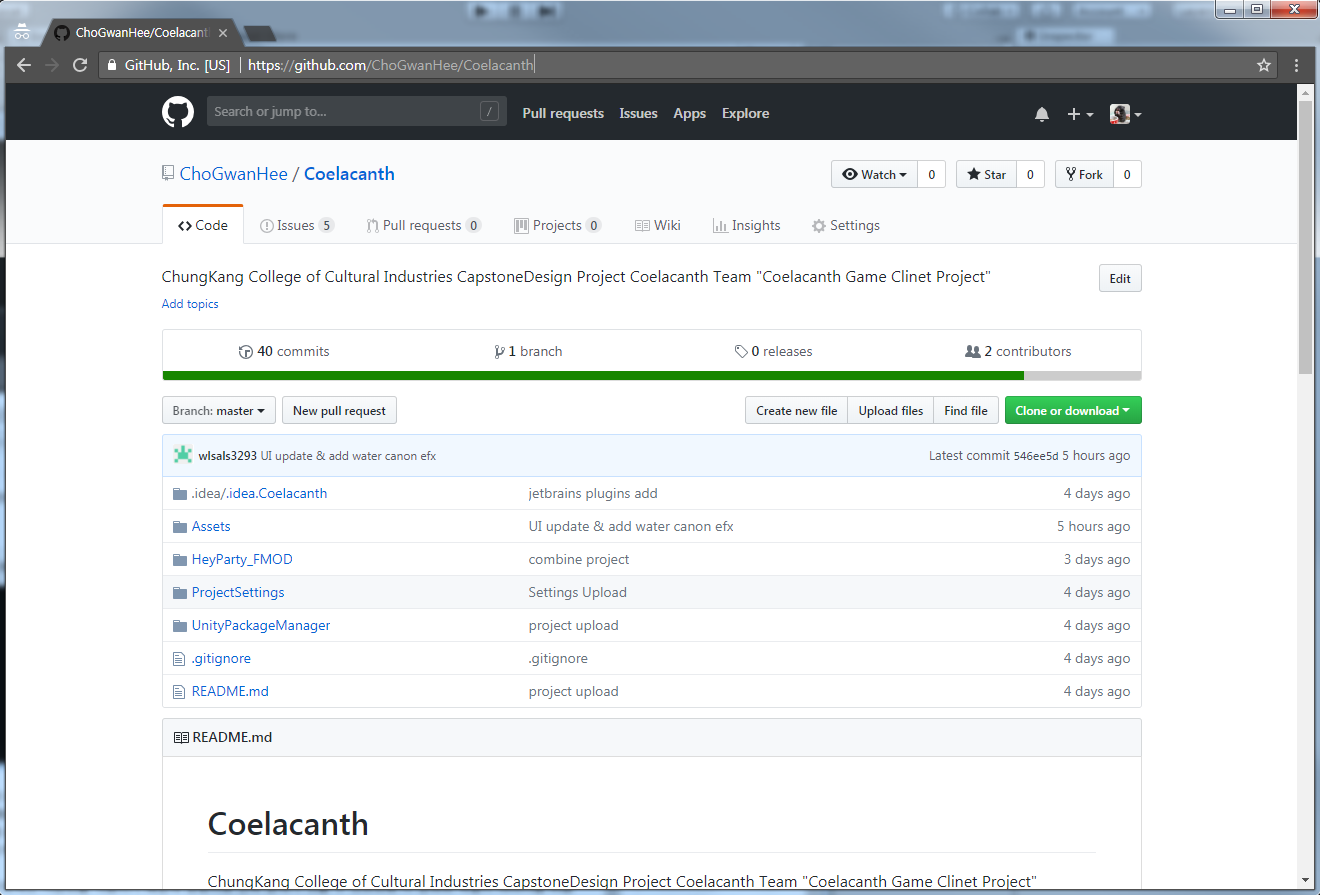 ChoGwanHee/Coelacant
GitHub, Inc. [US] | https://github.com/ChoGwanHee/Coelacanth
Search or jump to... / Pull requests Issues Apps Explore
ChoGwanHee / Coelacanth Watch 0 Star 0 Fork 0
Code Issues 5 Pull requests 0 Projects 0 Wiki Insights Settings
ChungKang College of Cultural Industries CapstoneDesign Project Coelacanth Team "Coelacanth Game Clinet Project" Edit
Add topics
40 commits 1 branch 0 releases 2 contributors
Branch: master New pull request Create new file Upload files Find file Clone or download
wlsals3293 UI update & add water canon efx Latest commit 546ee5d 5 hours ago
.idea/.idea.Coelacanth jetbrains plugins add 4 days ago
Assets UI update & add water canon efx 5 hours ago
HeyParty_FMOD combine project 3 days ago
ProjectSettings Settings Upload 4 days ago
UnityPackageManager project upload 4 days ago
.gitignore .gitignore 4 days ago
README.md project upload 4 days ago
README.md
Coelacanth
ChungKang College of Cultural Industries CapstoneDesign Project Coelacanth Team "Coelacanth Game Clinet Project"